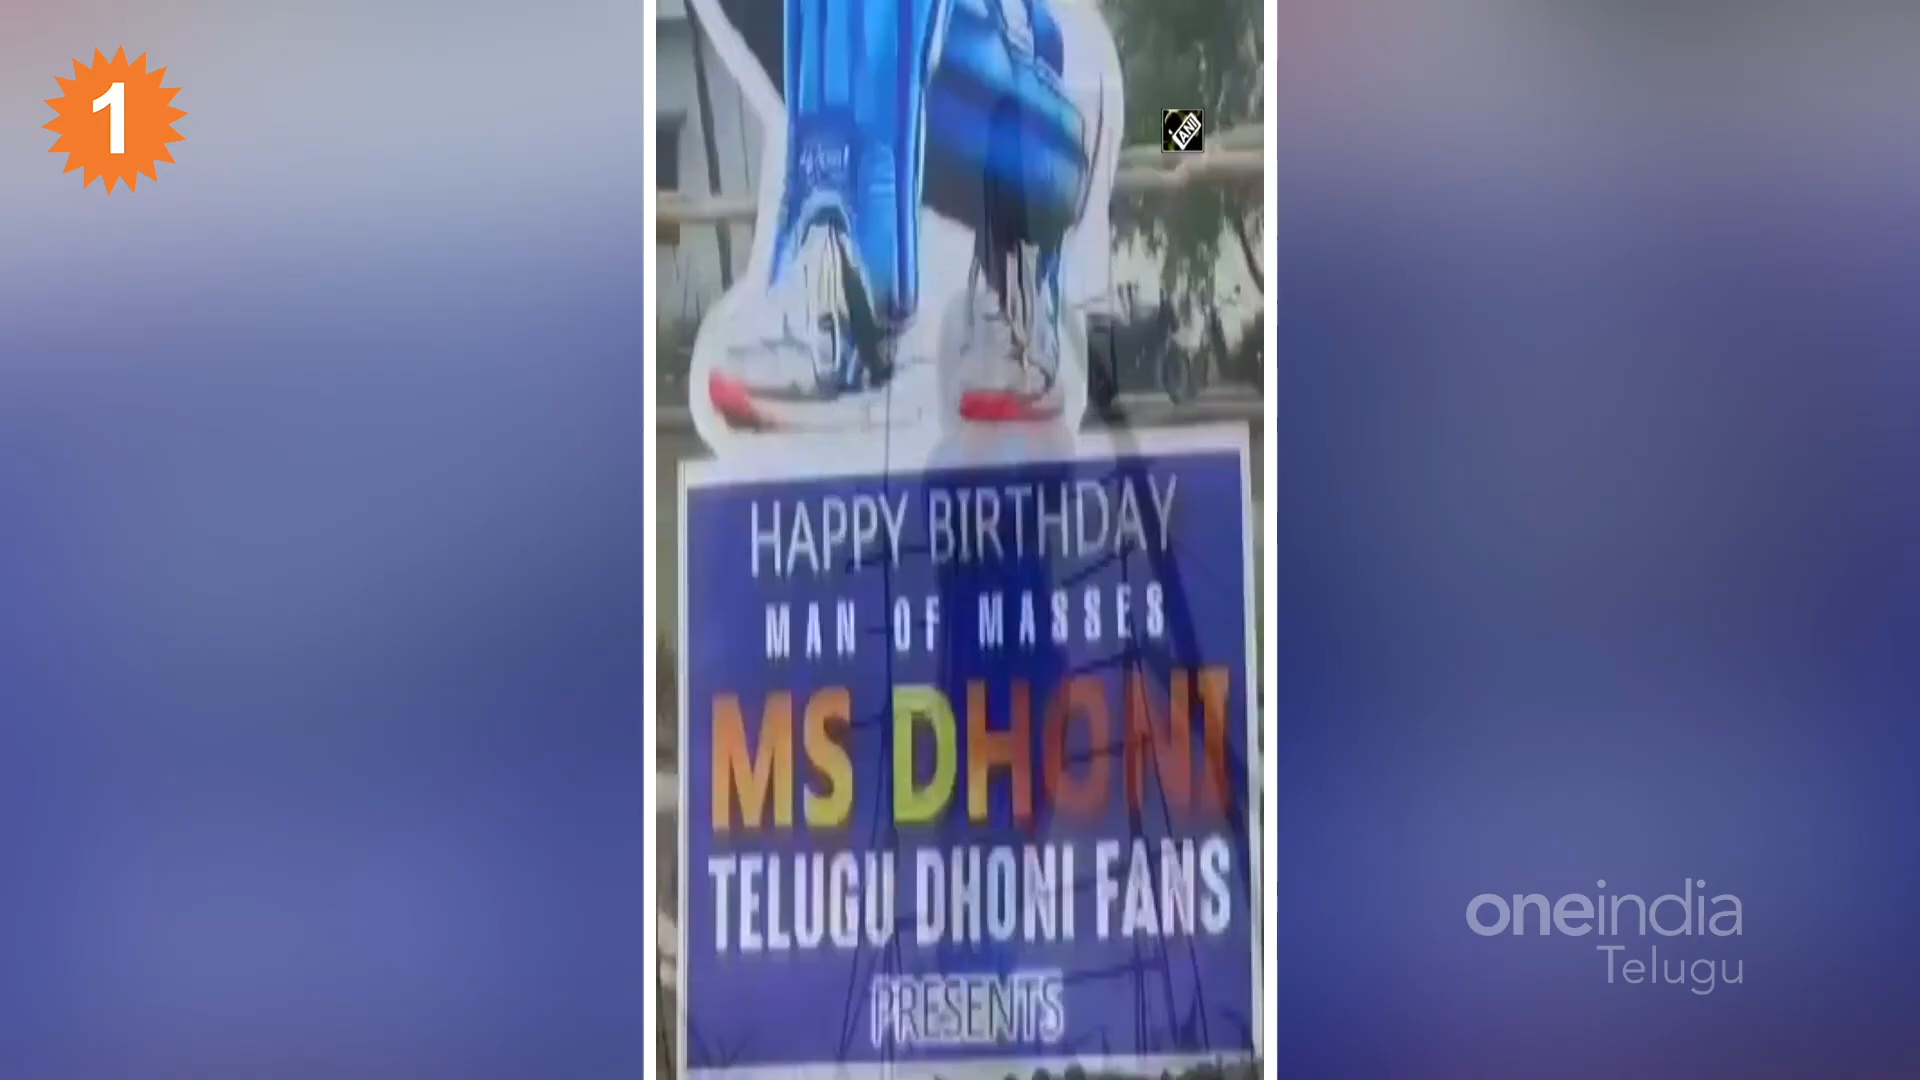 1
ANI
HAPPY BIRTHDAY
MAN OF MASSES
MS DHONI
TELUGU DHONI FANS
PRESENTS
oneindia
Telugu